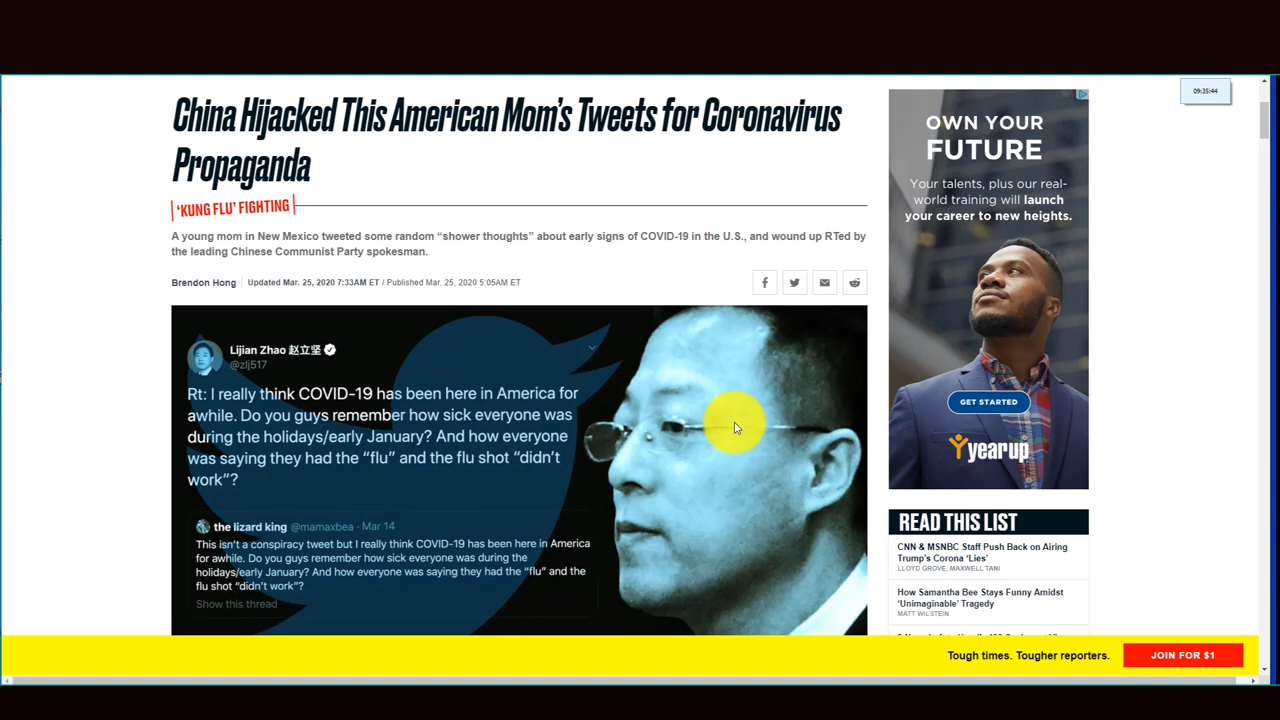 09:35:44
China Hijacked This American Mom's Tweets for Coronavirus
Propaganda
'KUNG FLU' FIGHTING
A young mom in New Mexico tweeted some random “shower thoughts” about early signs of COVID-19 in the U.S., and wound up RTed by
the leading Chinese Communist Party spokesman.
Brendon Hong
Updated Mar. 25, 2020 7:33AM ET / Published Mar. 25, 2020 5:05AM ET
Lijian Zhao 赵立坚
@zlj517
Rt: I really think COVID-19 has been here in America for
awhile. Do you guys remember how sick everyone was
during the holidays/early January? And how everyone
was saying they had the “flu” and the flu shot “didn’t
work”?
the lizard king @mamaxbea · Mar 14
This isn’t a conspiracy tweet but I really think COVID-19 has been here in America
for awhile. Do you guys remember how sick everyone was during the
holidays/early January? And how everyone was saying they had the “flu” and the
flu shot “didn’t work”?
Show this thread
OWN YOUR
FUTURE
Your talents, plus our real-
world training will launch
your career to new heights.
GET STARTED
year up
READ THIS LIST
CNN & MSNBC Staff Push Back on Airing
Trump’s Corona ‘Lies’
LLOYD GROVE, MAXWELL TANI
How Samantha Bee Stays Funny Amidst
‘Unimaginable’ Tragedy
MATT WILSTEIN
Tough times. Tougher reporters.
JOIN FOR $1